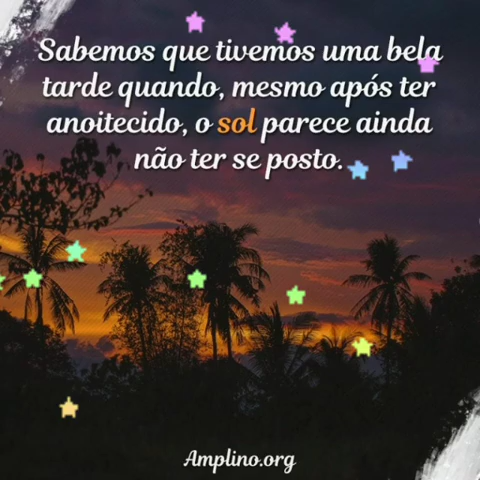 Sabemos que tivemos uma bela
tarde quando, mesmo após ter
anoitecido, o sol parece ainda
não ter se posto.
Amplino.org